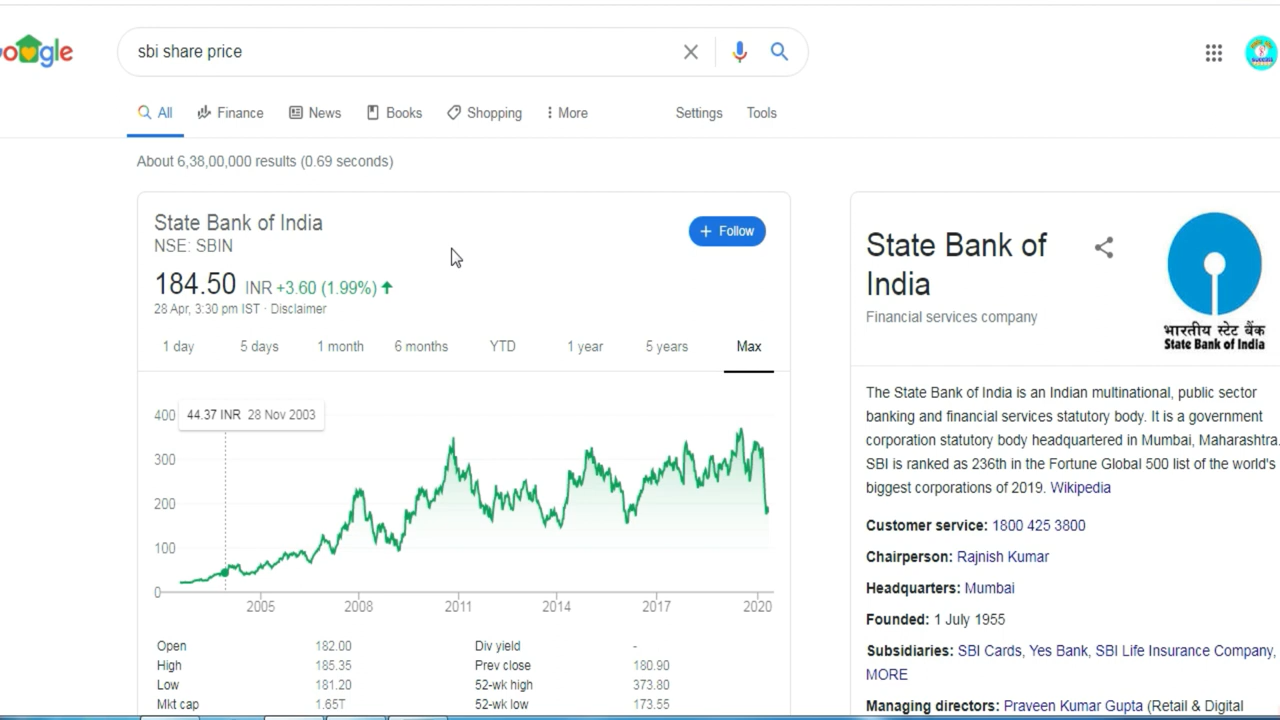 oogle
sbi share price
All Finance News Books Shopping More Settings Tools
About 6,38,00,000 results (0.69 seconds)
State Bank of India
NSE: SBIN
+ Follow
184.50 INR +3.60 (1.99%)
28 Apr, 3:30 pm IST · Disclaimer
1 day 5 days 1 month 6 months YTD 1 year 5 years Max
44.37 INR 28 Nov 2003
400
300
200
100
0
2005 2008 2011 2014 2017 2020
Open 182.00 Div yield -
High 185.35 Prev close 180.90
Low 181.20 52-wk high 373.80
Mkt cap 1.65T 52-wk low 173.55
State Bank of
India
Financial services company
भारतीय स्टेट बैंक
State Bank of India
The State Bank of India is an Indian multinational, public sector
banking and financial services statutory body. It is a government
corporation statutory body headquartered in Mumbai, Maharashtra.
SBI is ranked as 236th in the Fortune Global 500 list of the world's
biggest corporations of 2019. Wikipedia
Customer service: 1800 425 3800
Chairperson: Rajnish Kumar
Headquarters: Mumbai
Founded: 1 July 1955
Subsidiaries: SBI Cards, Yes Bank, SBI Life Insurance Company,
MORE
Managing directors: Praveen Kumar Gupta (Retail & Digital